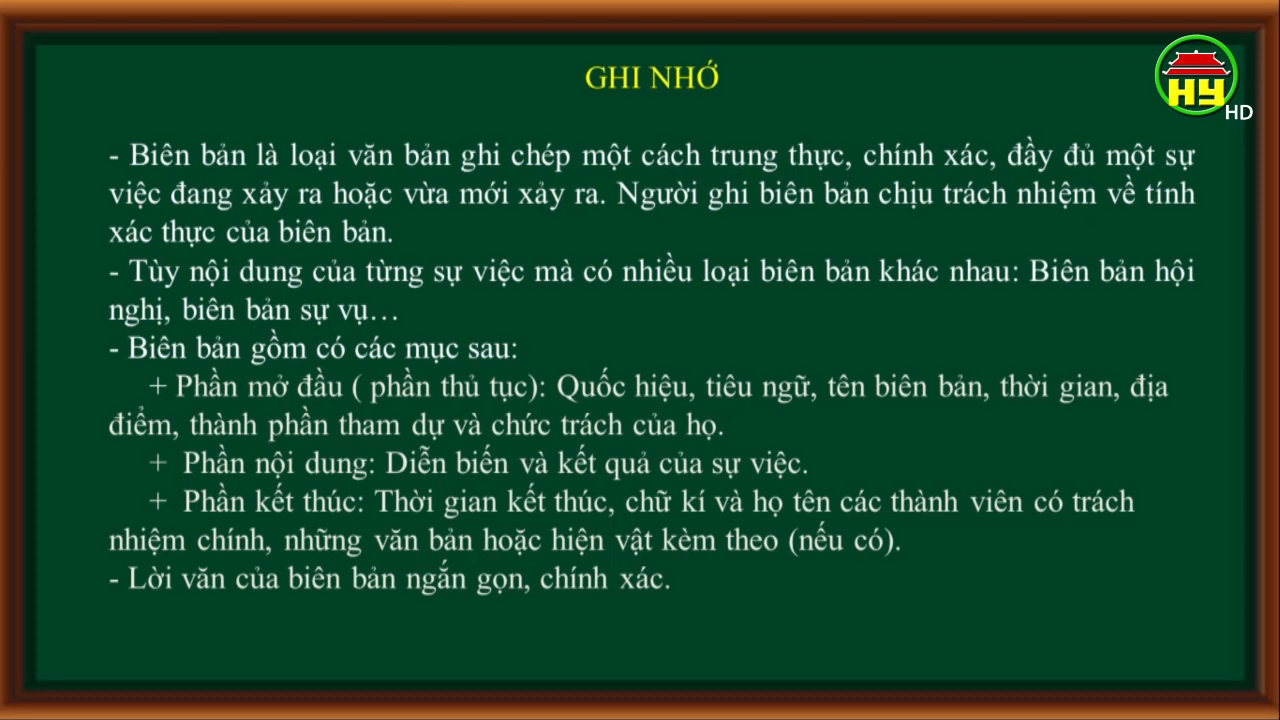 GHI NHỚ
HY
HD
- Biên bản là loại văn bản ghi chép một cách trung thực, chính xác, đầy đủ một sự
việc đang xảy ra hoặc vừa mới xảy ra. Người ghi biên bản chịu trách nhiệm về tính
xác thực của biên bản.
- Tùy nội dung của từng sự việc mà có nhiều loại biên bản khác nhau: Biên bản hội
nghị, biên bản sự vụ…
- Biên bản gồm có các mục sau:
+ Phần mở đầu ( phần thủ tục): Quốc hiệu, tiêu ngữ, tên biên bản, thời gian, địa
điểm, thành phần tham dự và chức trách của họ.
+ Phần nội dung: Diễn biến và kết quả của sự việc.
+ Phần kết thúc: Thời gian kết thúc, chữ kí và họ tên các thành viên có trách
nhiệm chính, những văn bản hoặc hiện vật kèm theo (nếu có).
- Lời văn của biên bản ngắn gọn, chính xác.